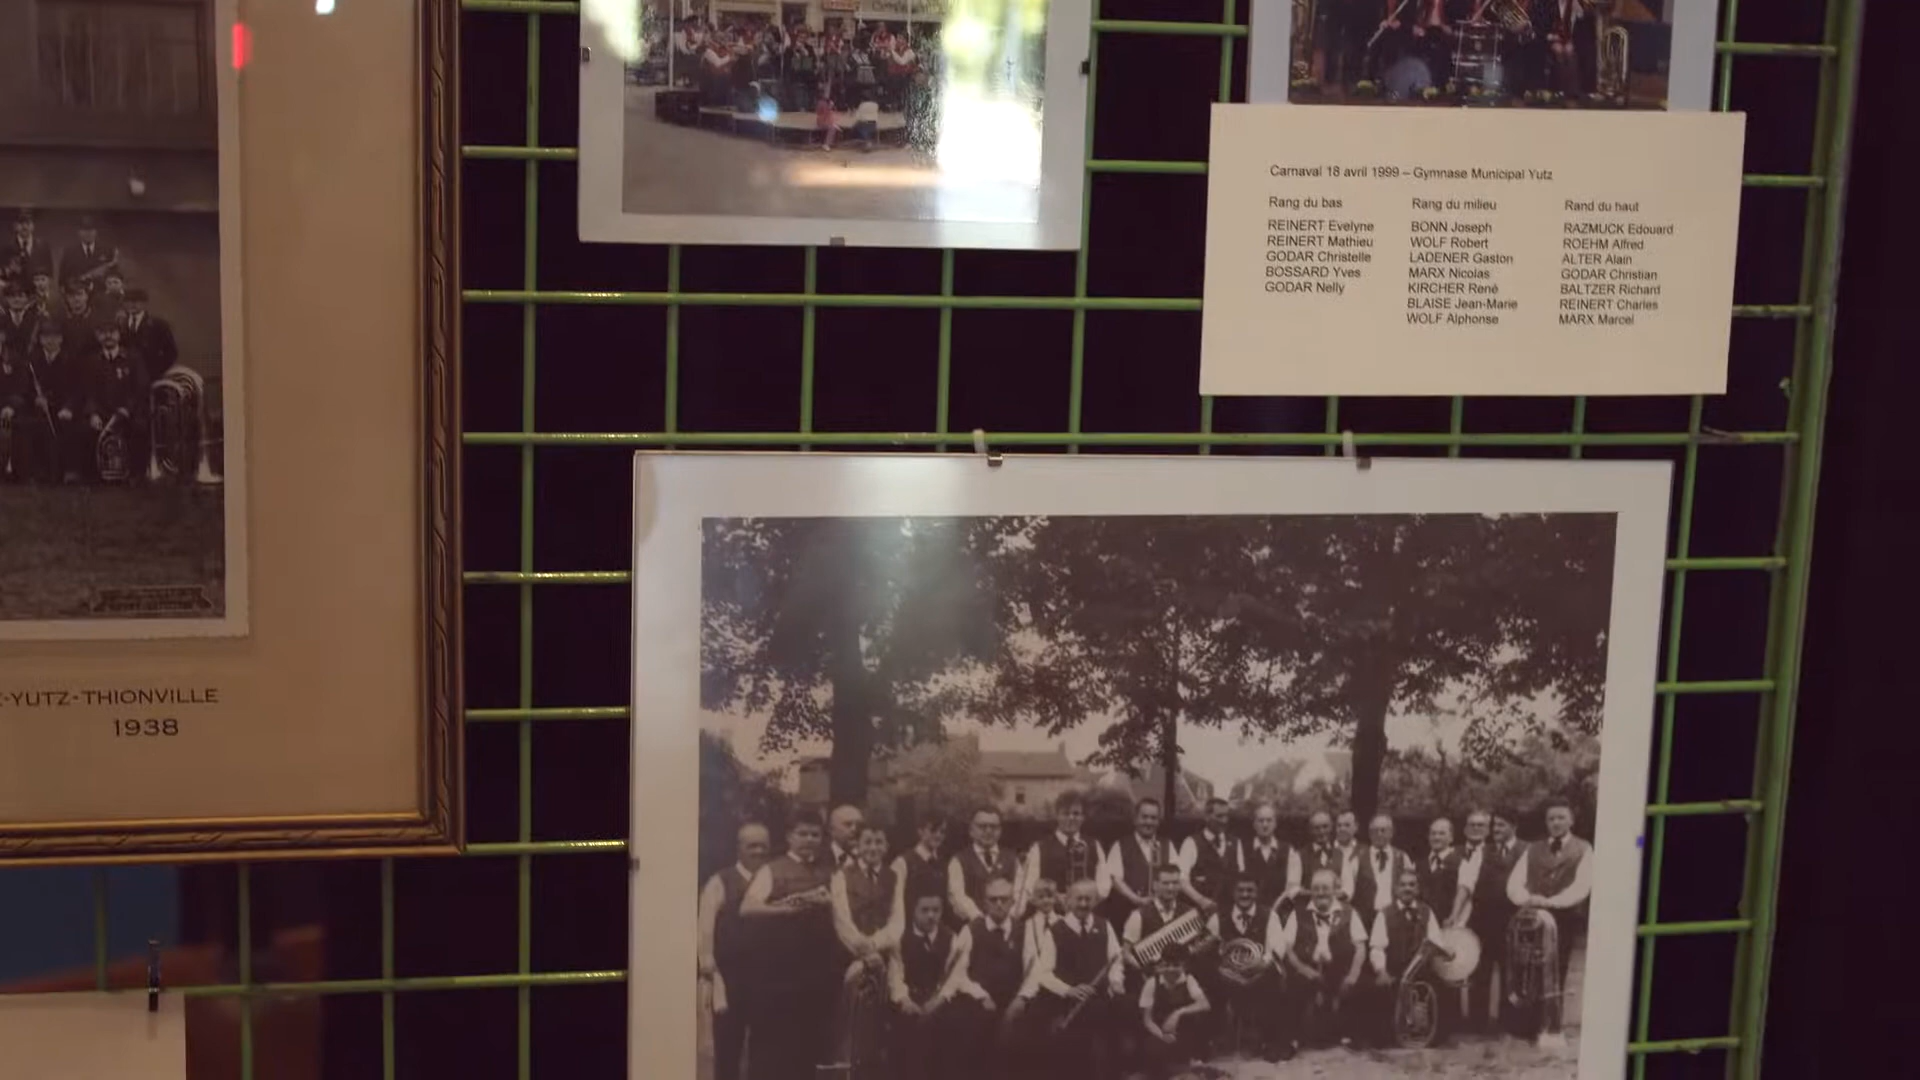 Carnaval 18 avril 1999 – Gymnase Municipal Yutz
Rang du bas
REINERT Evelyne
REINERT Mathieu
GODAR Christelle
BOSSARD Yves
GODAR Nelly
Rang du milieu
BONN Joseph
WOLF Robert
LADENER Gaston
MARX Nicolas
KIRCHER René
BLAISE Jean-Marie
WOLF Alphonse
Rand du haut
RAZMUCK Edouard
ROEHM Alfred
ALTER Alain
GODAR Christian
BALTZER Richard
REINERT Charles
MARX Marcel
-YUTZ-THIONVILLE
1938